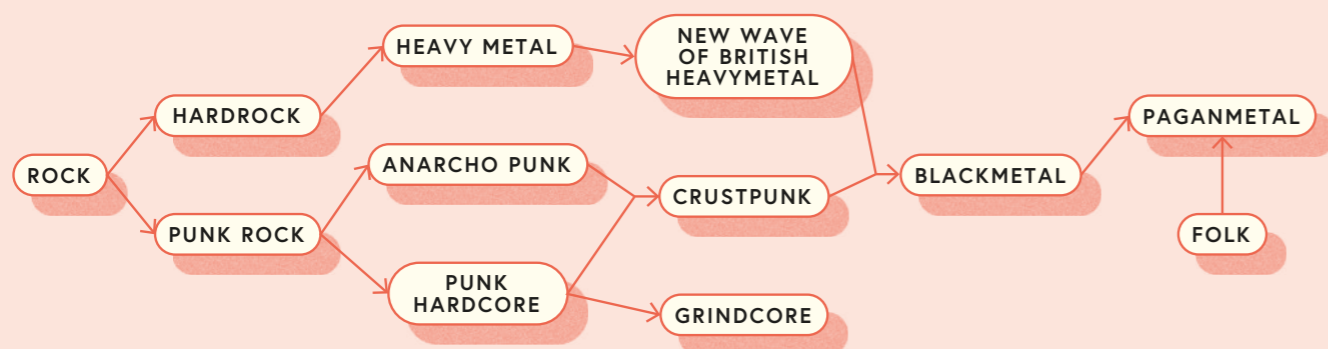 ROCK
HARDROCK
PUNK ROCK
HEAVY METAL
ANARCHO PUNK
PUNK
HARDCORE
NEW WAVE
OF BRITISH
HEAVYMETAL
CRUSTPUNK
GRINDCORE
BLACKMETAL
PAGANMETAL
FOLK